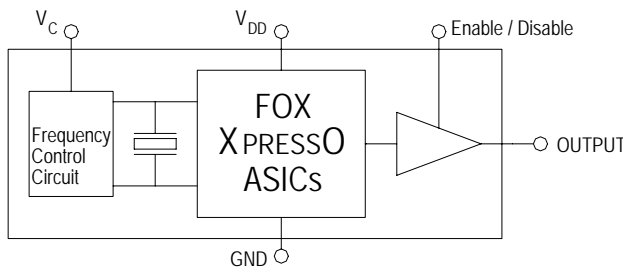 VC
VDD
Enable / Disable
Frequency
Control
Circuit
FOX
XPRESSO
ASICs
OUTPUT
GND